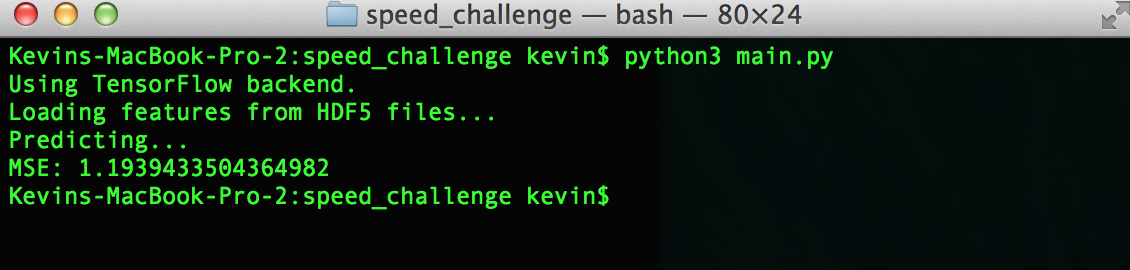 speed_challenge — bash — 80×24
Kevins-MacBook-Pro-2:speed_challenge kevin$ python3 main.py
Using TensorFlow backend.
Loading features from HDF5 files...
Predicting...
MSE: 1.1939433504364982
Kevins-MacBook-Pro-2:speed_challenge kevin$